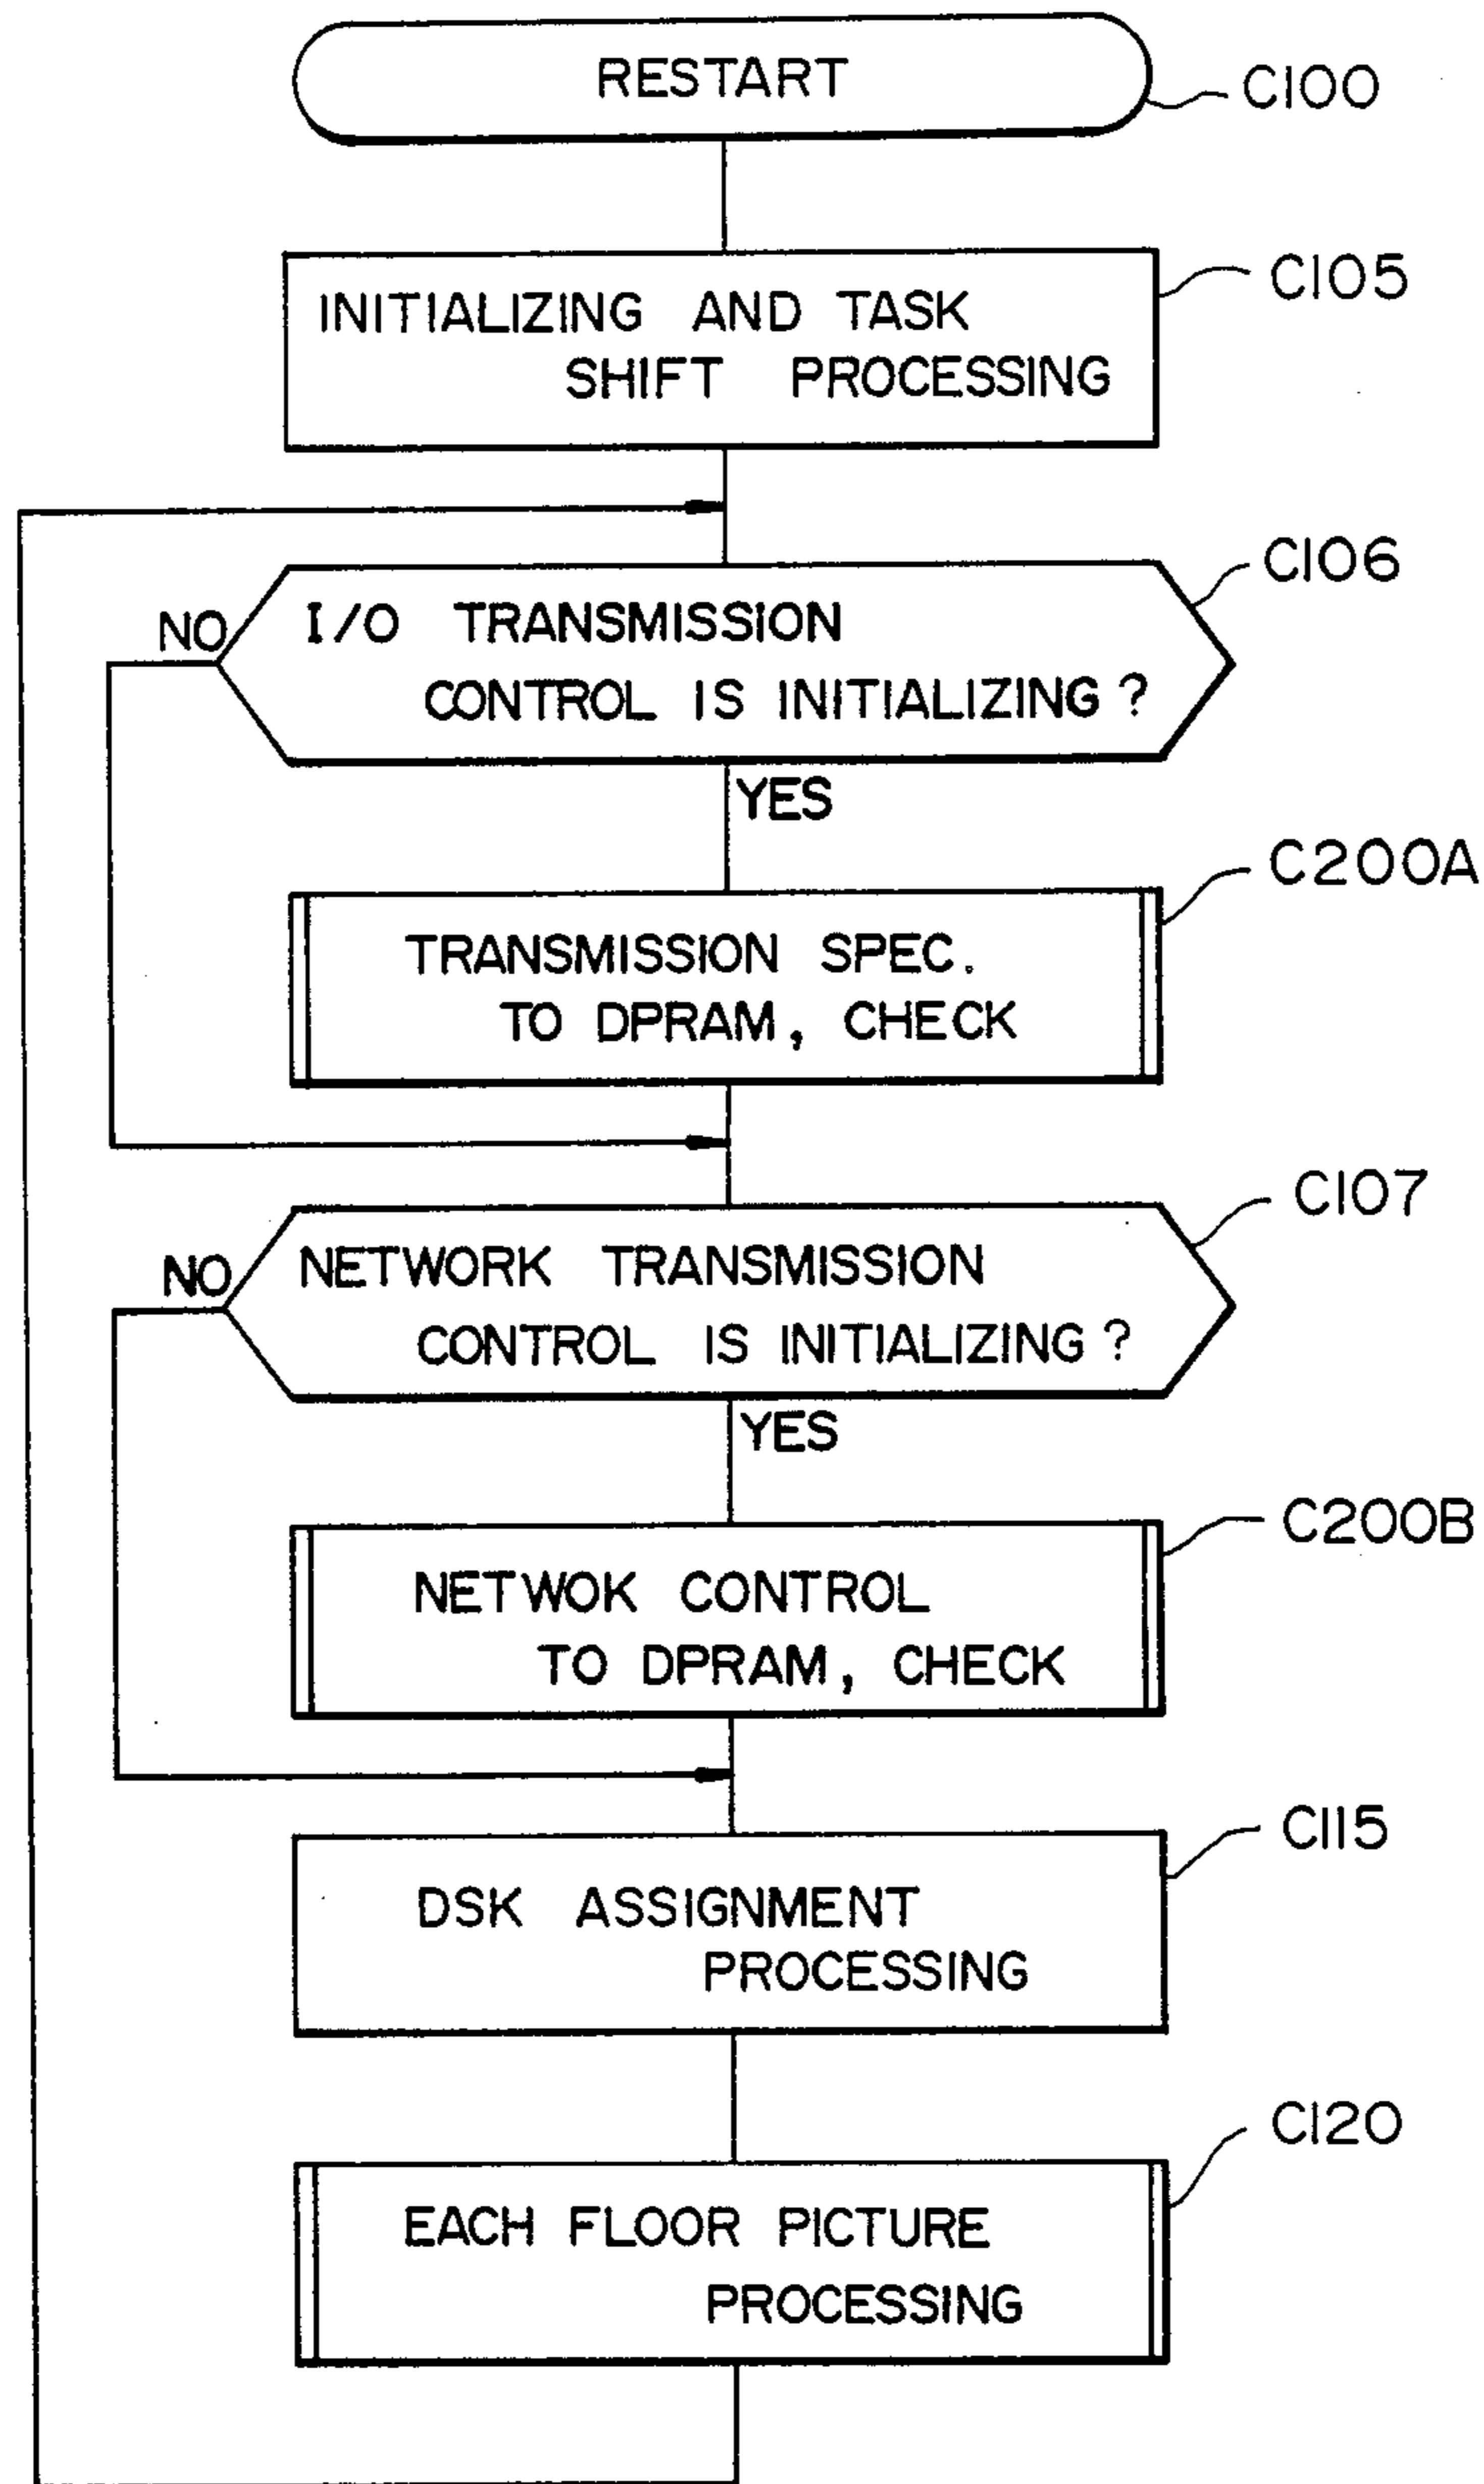 RESTART
C100
INITIALIZING AND TASK
SHIFT PROCESSING
C105
C106
NO
I/O TRANSMISSION
CONTROL IS INITIALIZING ?
YES
C200A
TRANSMISSION SPEC.
TO DPRAM, CHECK
C107
NO
NETWORK TRANSMISSION
CONTROL IS INITIALIZING ?
YES
C200B
NETWOK CONTROL
TO DPRAM, CHECK
C115
DSK ASSIGNMENT
PROCESSING
C120
EACH FLOOR PICTURE
PROCESSING